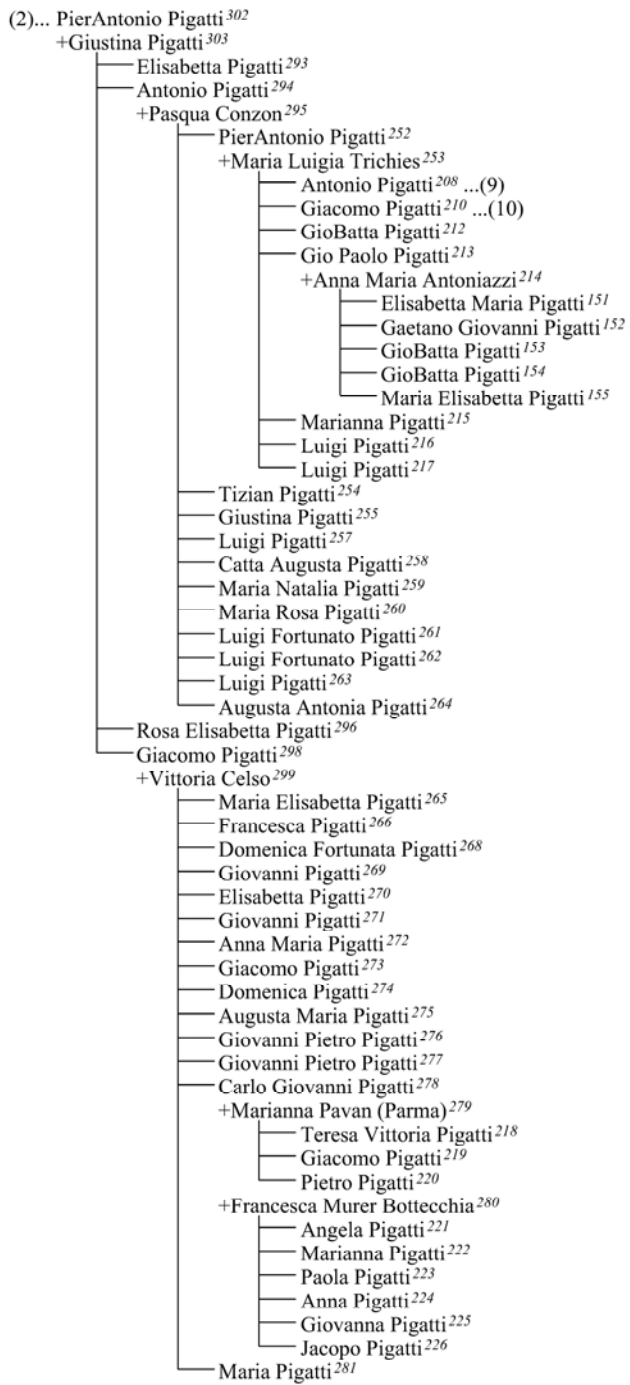 (2)... PierAntonio Pigatti 302
+Giustina Pigatti 303
Elisabetta Pigatti 293
Antonio Pigatti 294
+Pasqua Conzon 295
PierAntonio Pigatti 252
+Maria Luigia Trichies 253
Antonio Pigatti 208 ...(9)
Giacomo Pigatti 210 ...(10)
GioBatta Pigatti 212
Gio Paolo Pigatti 213
+Anna Maria Antoniazzi 214
Elisabetta Maria Pigatti 151
Gaetano Giovanni Pigatti 152
GioBatta Pigatti 153
GioBatta Pigatti 154
Maria Elisabetta Pigatti 155
Marianna Pigatti 215
Luigi Pigatti 216
Luigi Pigatti 217
Tizian Pigatti 254
Giustina Pigatti 255
Luigi Pigatti 257
Catta Augusta Pigatti 258
Maria Natalia Pigatti 259
Maria Rosa Pigatti 260
Luigi Fortunato Pigatti 261
Luigi Fortunato Pigatti 262
Luigi Pigatti 263
Augusta Antonia Pigatti 264
Rosa Elisabetta Pigatti 296
Giacomo Pigatti 298
+Vittoria Celso 299
Maria Elisabetta Pigatti 265
Francesca Pigatti 266
Domenica Fortunata Pigatti 268
Giovanni Pigatti 269
Elisabetta Pigatti 270
Giovanni Pigatti 271
Anna Maria Pigatti 272
Giacomo Pigatti 273
Domenica Pigatti 274
Augusta Maria Pigatti 275
Giovanni Pietro Pigatti 276
Giovanni Pietro Pigatti 277
Carlo Giovanni Pigatti 278
+Marianna Pavan (Parma) 279
Teresa Vittoria Pigatti 218
Giacomo Pigatti 219
Pietro Pigatti 220
+Francesca Murer Bottecchia 280
Angela Pigatti 221
Marianna Pigatti 222
Paola Pigatti 223
Anna Pigatti 224
Giovanna Pigatti 225
Jacopo Pigatti 226
Maria Pigatti 281